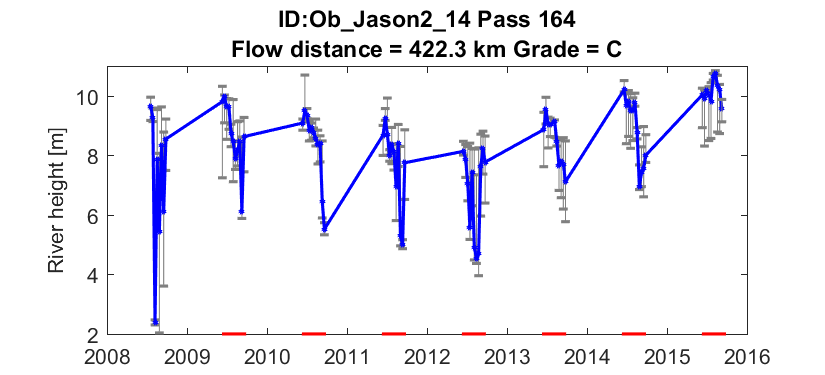 ID:Ob_Jason2_14 Pass 164
Flow distance = 422.3 km Grade = C
River height [m]
10
8
6
4
2
2008 2009 2010 2011 2012 2013 2014 2015 2016